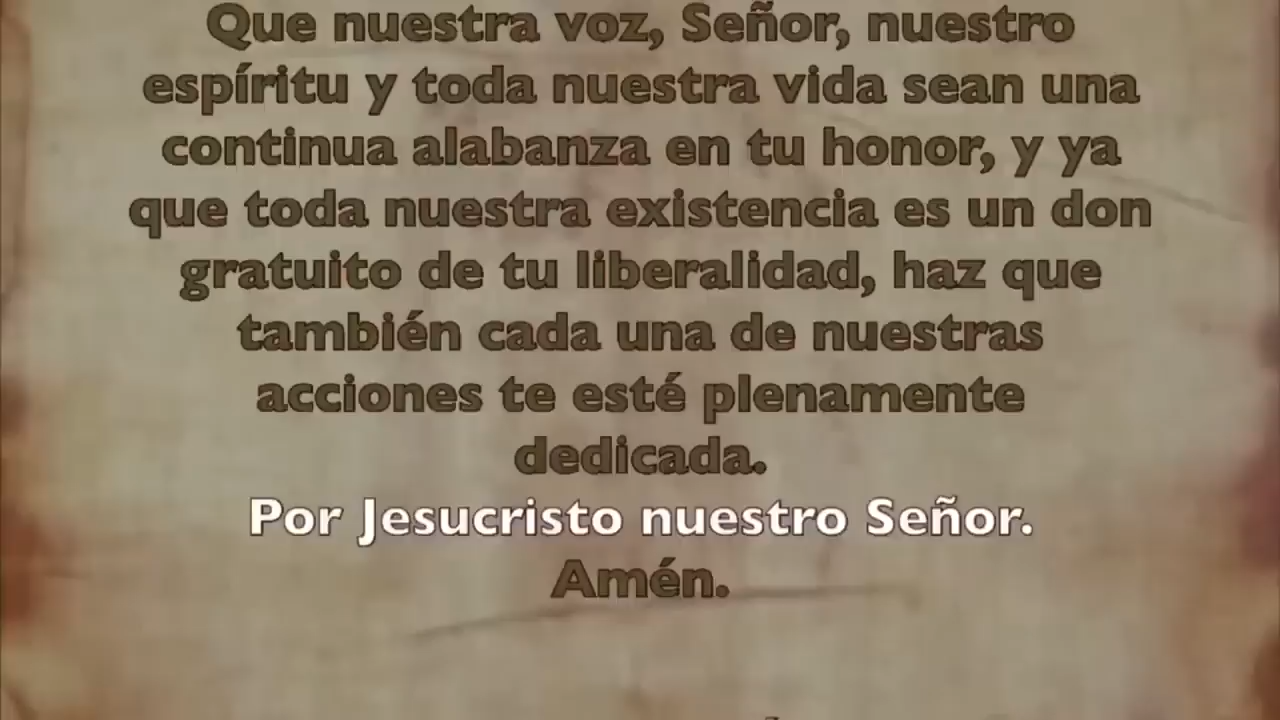 Que nuestra voz, Señor, nuestro
espíritu y toda nuestra vida sean una
continua alabanza en tu honor, y ya
que toda nuestra existencia es un don
gratuito de tu liberalidad, haz que
también cada una de nuestras
acciones te esté plenamente
dedicada.
Por Jesucristo nuestro Señor.
Amén.